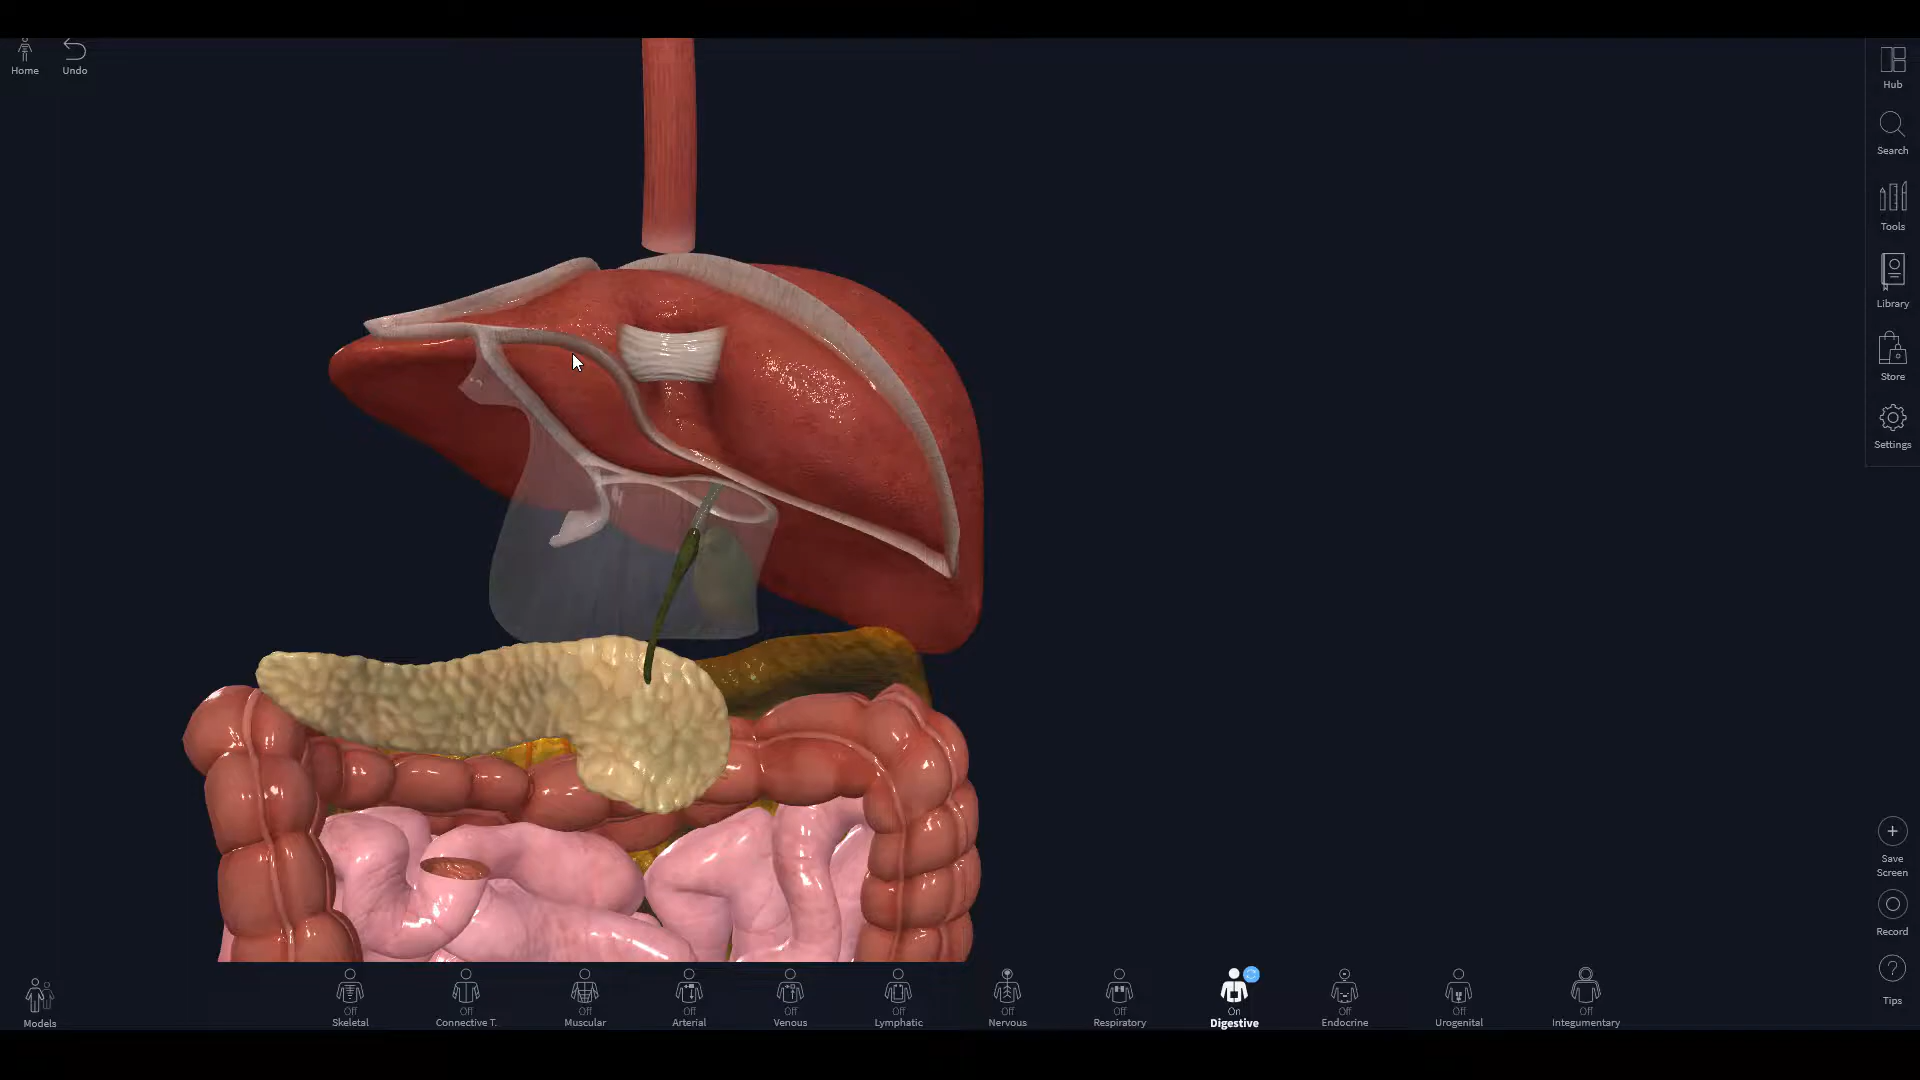 Home
Undo
Hub
Search
Tools
Library
Store
Settings
+
Save
Screen
Record
?
Tips
Models
Off
Skeletal
Off
Connective T.
Off
Muscular
Off
Arterial
Off
Venous
Off
Lymphatic
Off
Nervous
Off
Respiratory
On
Digestive
Off
Endocrine
Off
Urogenital
Off
Integumentary